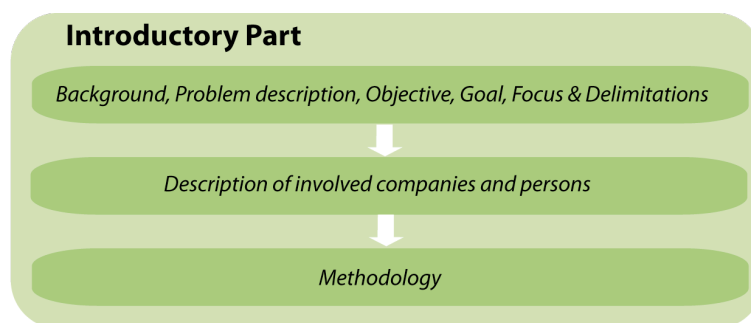 Introductory Part
Background, Problem description, Objective, Goal, Focus & Delimitations
Description of involved companies and persons
Methodology